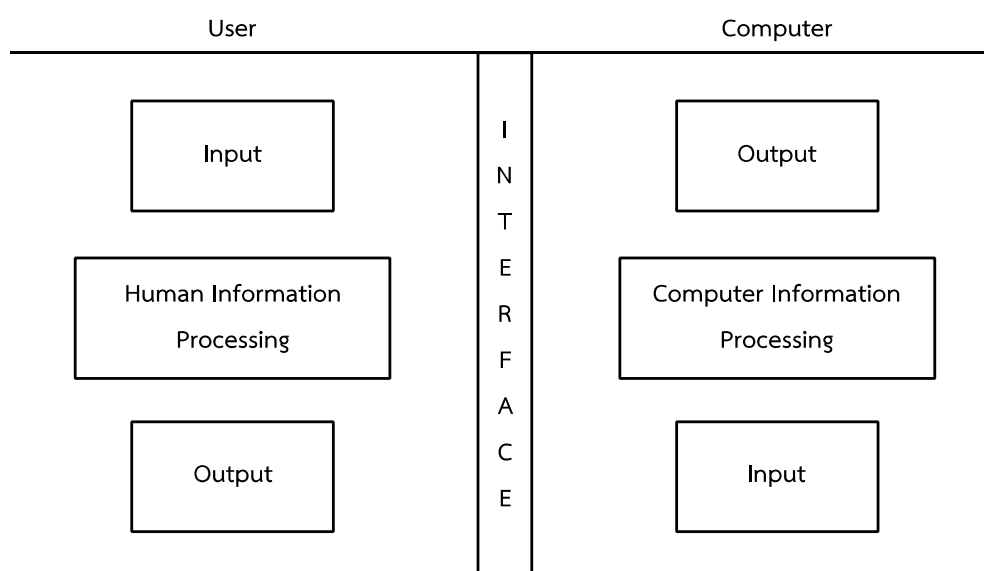 User
Computer
Input
Human Information
Processing
Output
I
N
T
E
R
F
A
C
E
Output
Computer Information
Processing
Input